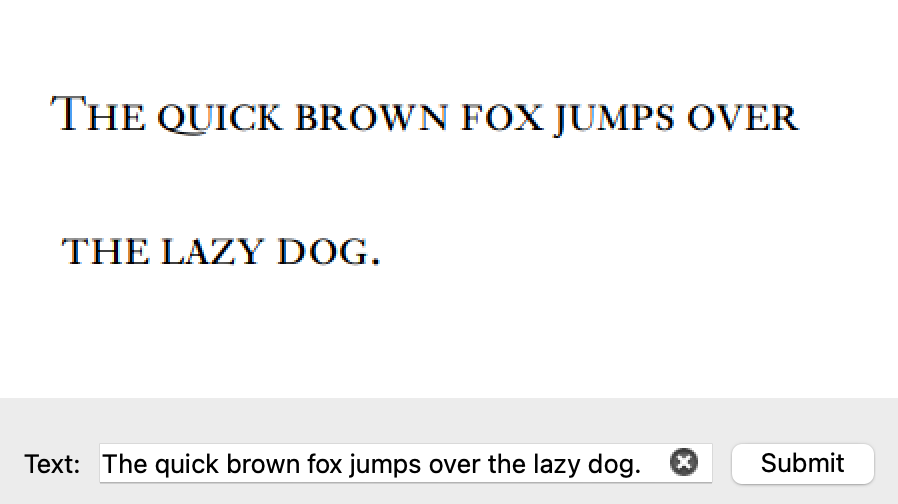 The quick brown fox jumps over
the lazy dog.
Text: The quick brown fox jumps over the lazy dog. Submit